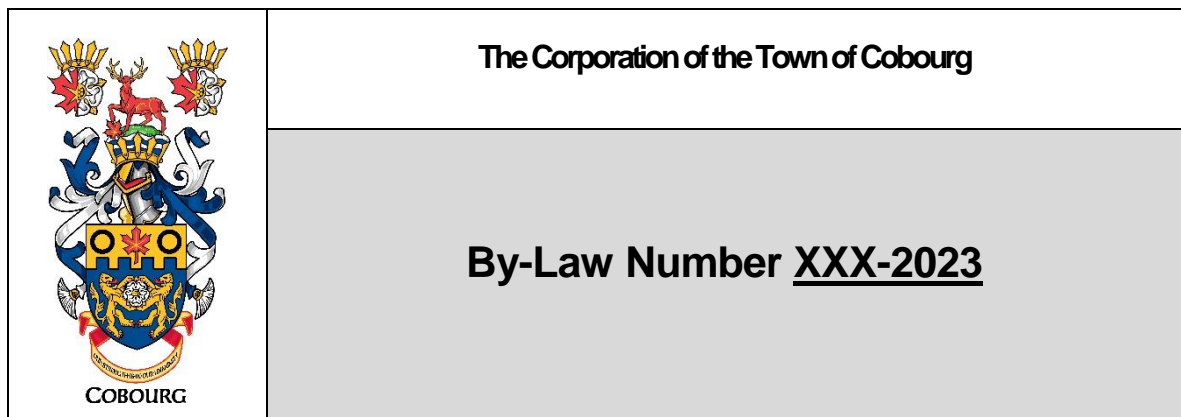 The Corporation of the Town of Cobourg
By-Law Number XXX-2023
COBOURG